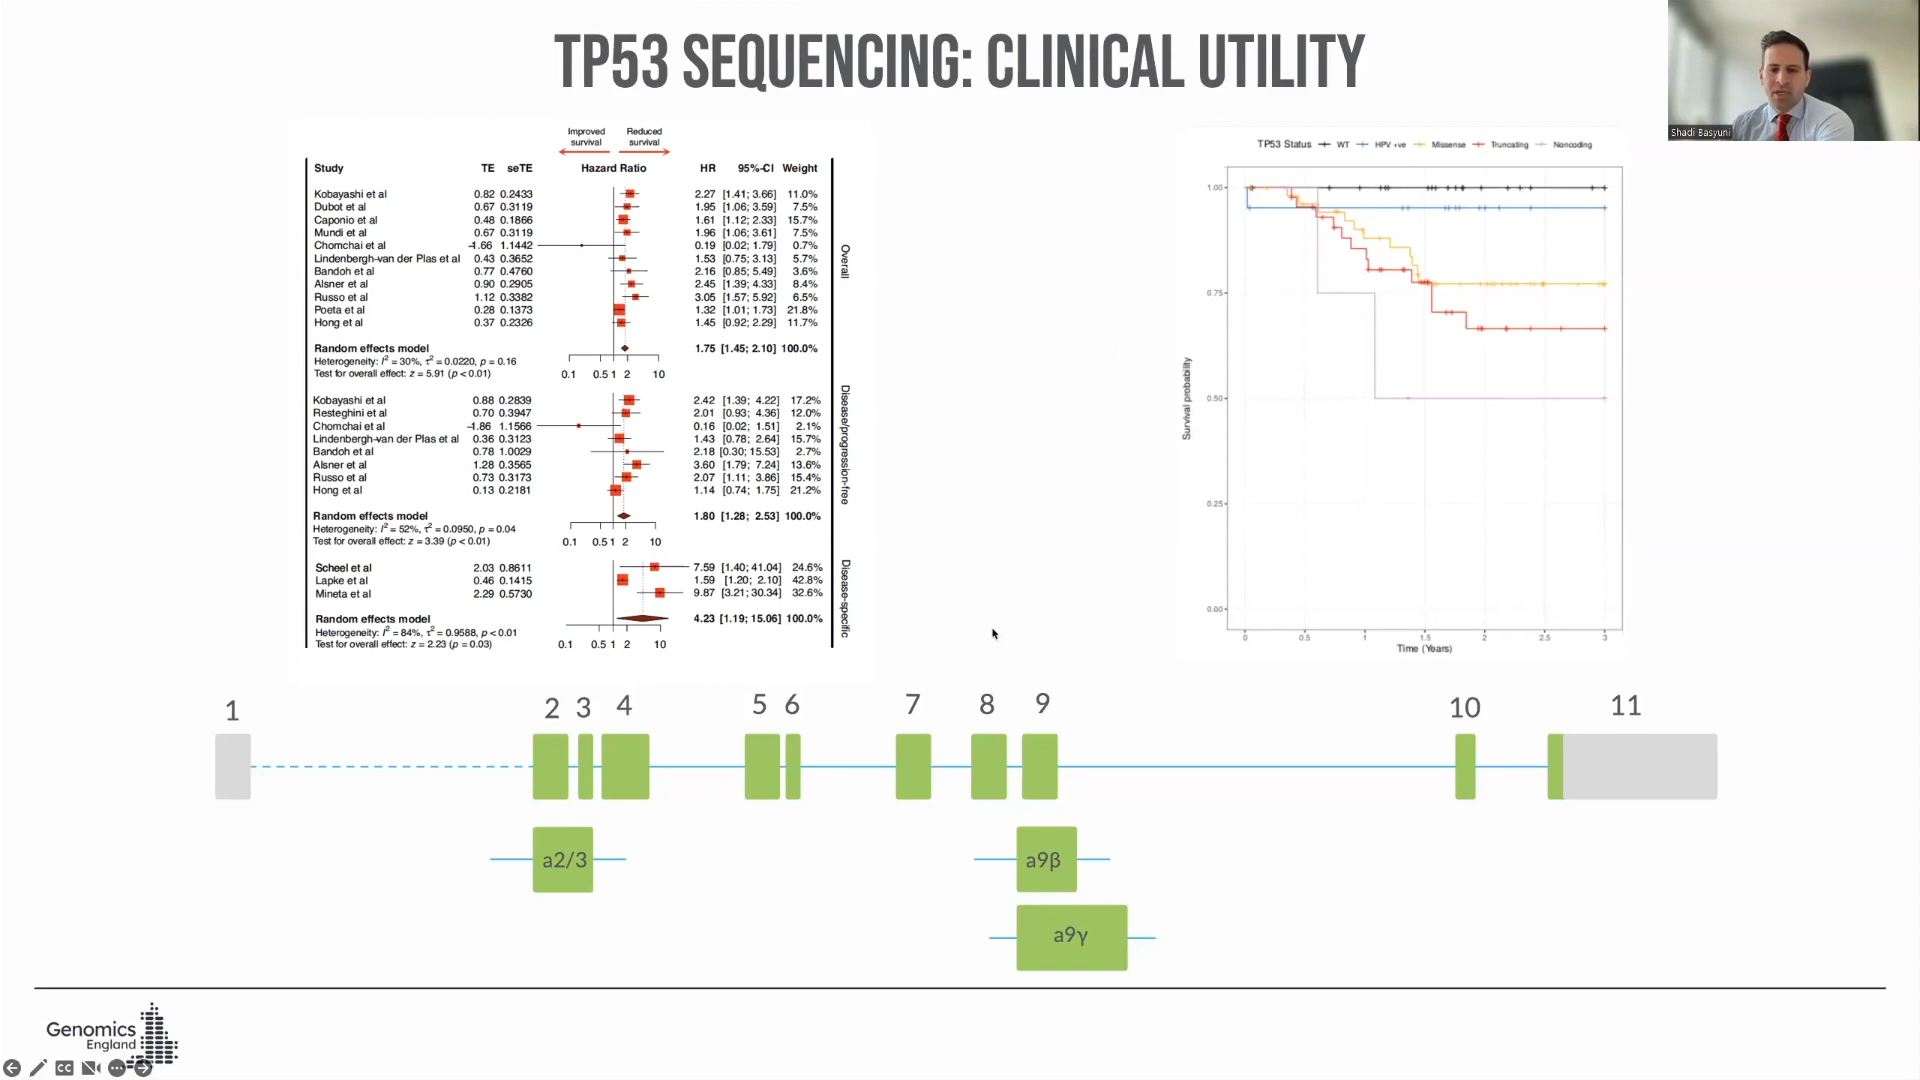 TP53 SEQUENCING: CLINICAL UTILITY
Shadi Basyuni
Improved survival
Reduced survival
Study TE seTE Hazard Ratio HR 95%-CI Weight
Kobayashi et al 0.82 0.2433 2.27 [1.41; 3.66] 11.0%
Dubot et al 0.67 0.3119 1.95 [1.06; 3.59] 7.5%
Caponio et al 0.48 0.1866 1.61 [1.12; 2.33] 15.7%
Mundi et al 0.67 0.3119 1.96 [1.06; 3.61] 7.5%
Chomchai et al -1.66 1.1442 0.19 [0.02; 1.79] 0.7%
Lindenbergh-van der Plas et al 0.43 0.3652 1.53 [0.75; 3.13] 5.7%
Bandoh et al 0.77 0.4760 2.16 [0.85; 5.49] 3.6%
Alsner et al 0.90 0.2905 2.45 [1.39; 4.33] 8.4%
Russo et al 1.12 0.3382 3.05 [1.57; 5.92] 6.5%
Poeta et al 0.28 0.1373 1.32 [1.01; 1.73] 21.8%
Hong et al 0.37 0.2326 1.45 [0.92; 2.29] 11.7%
Overall
Random effects model 1.75 [1.45; 2.10] 100.0%
Heterogeneity: I² = 30%, τ² = 0.0220, p = 0.16
Test for overall effect: z = 5.91 (p < 0.01)
0.1 0.5 1 2 10
Kobayashi et al 0.88 0.2839 2.42 [1.39; 4.22] 17.2%
Resteghini et al 0.70 0.3947 2.01 [0.93; 4.36] 12.0%
Chomchai et al -1.86 1.1566 0.16 [0.02; 1.51] 2.1%
Lindenbergh-van der Plas et al 0.36 0.3123 1.43 [0.78; 2.64] 15.7%
Bandoh et al 0.78 1.0029 2.18 [0.30; 15.53] 2.7%
Alsner et al 1.28 0.3565 3.60 [1.79; 7.24] 13.6%
Russo et al 0.73 0.3173 2.07 [1.11; 3.86] 15.4%
Hong et al 0.13 0.2181 1.14 [0.74; 1.75] 21.2%
Disease/progression-free
Random effects model 1.80 [1.28; 2.53] 100.0%
Heterogeneity: I² = 52%, τ² = 0.0950, p = 0.04
Test for overall effect: z = 3.39 (p < 0.01)
0.1 0.5 1 2 10
Scheel et al 2.03 0.8611 7.59 [1.40; 41.04] 24.6%
Lapke et al 0.46 0.1415 1.59 [1.20; 2.10] 42.8%
Mineta et al 2.29 0.5730 9.87 [3.21; 30.34] 32.6%
Disease-specific
Random effects model 4.23 [1.19; 15.06] 100.0%
Heterogeneity: I² = 84%, τ² = 0.9588, p < 0.01
Test for overall effect: z = 2.23 (p = 0.03)
0.1 0.5 1 2 10
TP53 Status WT HPV +ve Missense Truncating Noncoding
Survival probability
1.00
0.75
0.50
0.25
0.00
0 0.5 1 1.5 2 2.5 3
Time (Years)
1 2 3 4 5 6 7 8 9 10 11
a2/3 a9β
a9γ
Genomics
England
CC